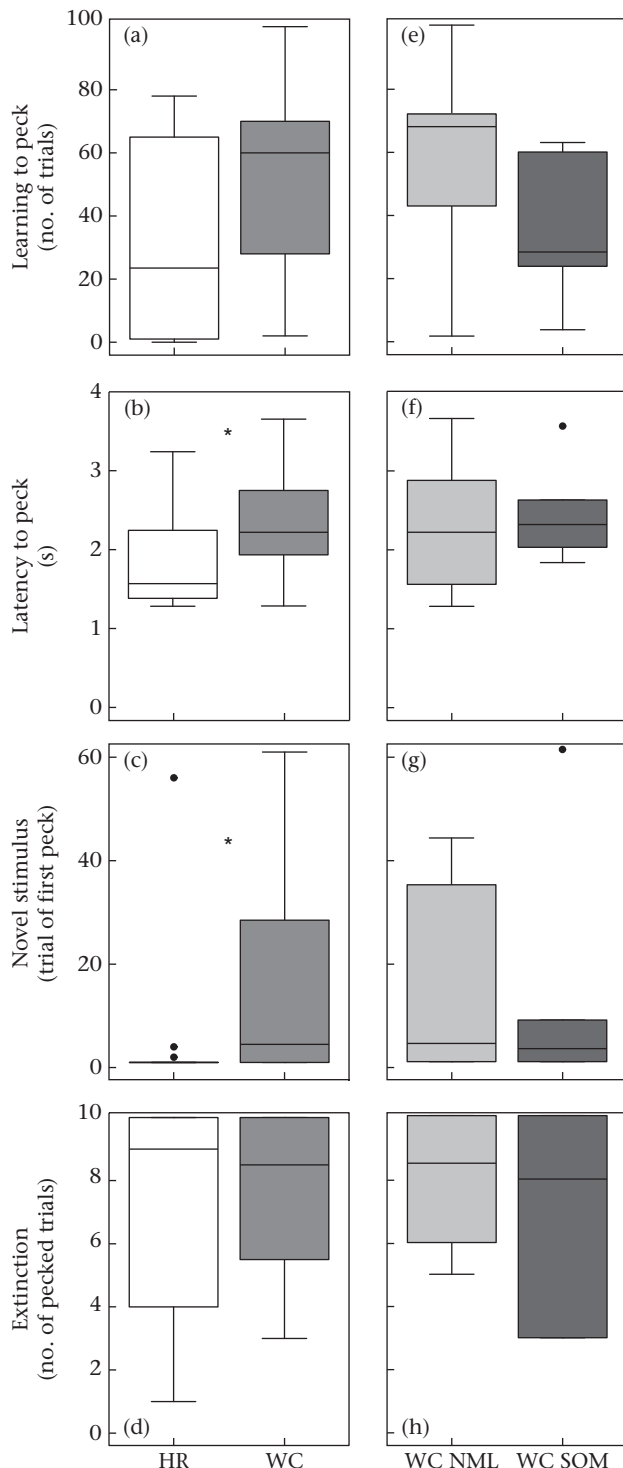 100
(a)
(e)
80
60
40
20
0
Learning to peck
(no. of trials)
4
(b)
*
(f)
3
2
1
0
Latency to peck
(s)
60
(c)
*
(g)
40
20
0
Novel stimulus
(trial of first peck)
10
8
6
4
2
0
Extinction
(no. of pecked trials)
(d)
(h)
HR
WC
WC NML
WC SOM